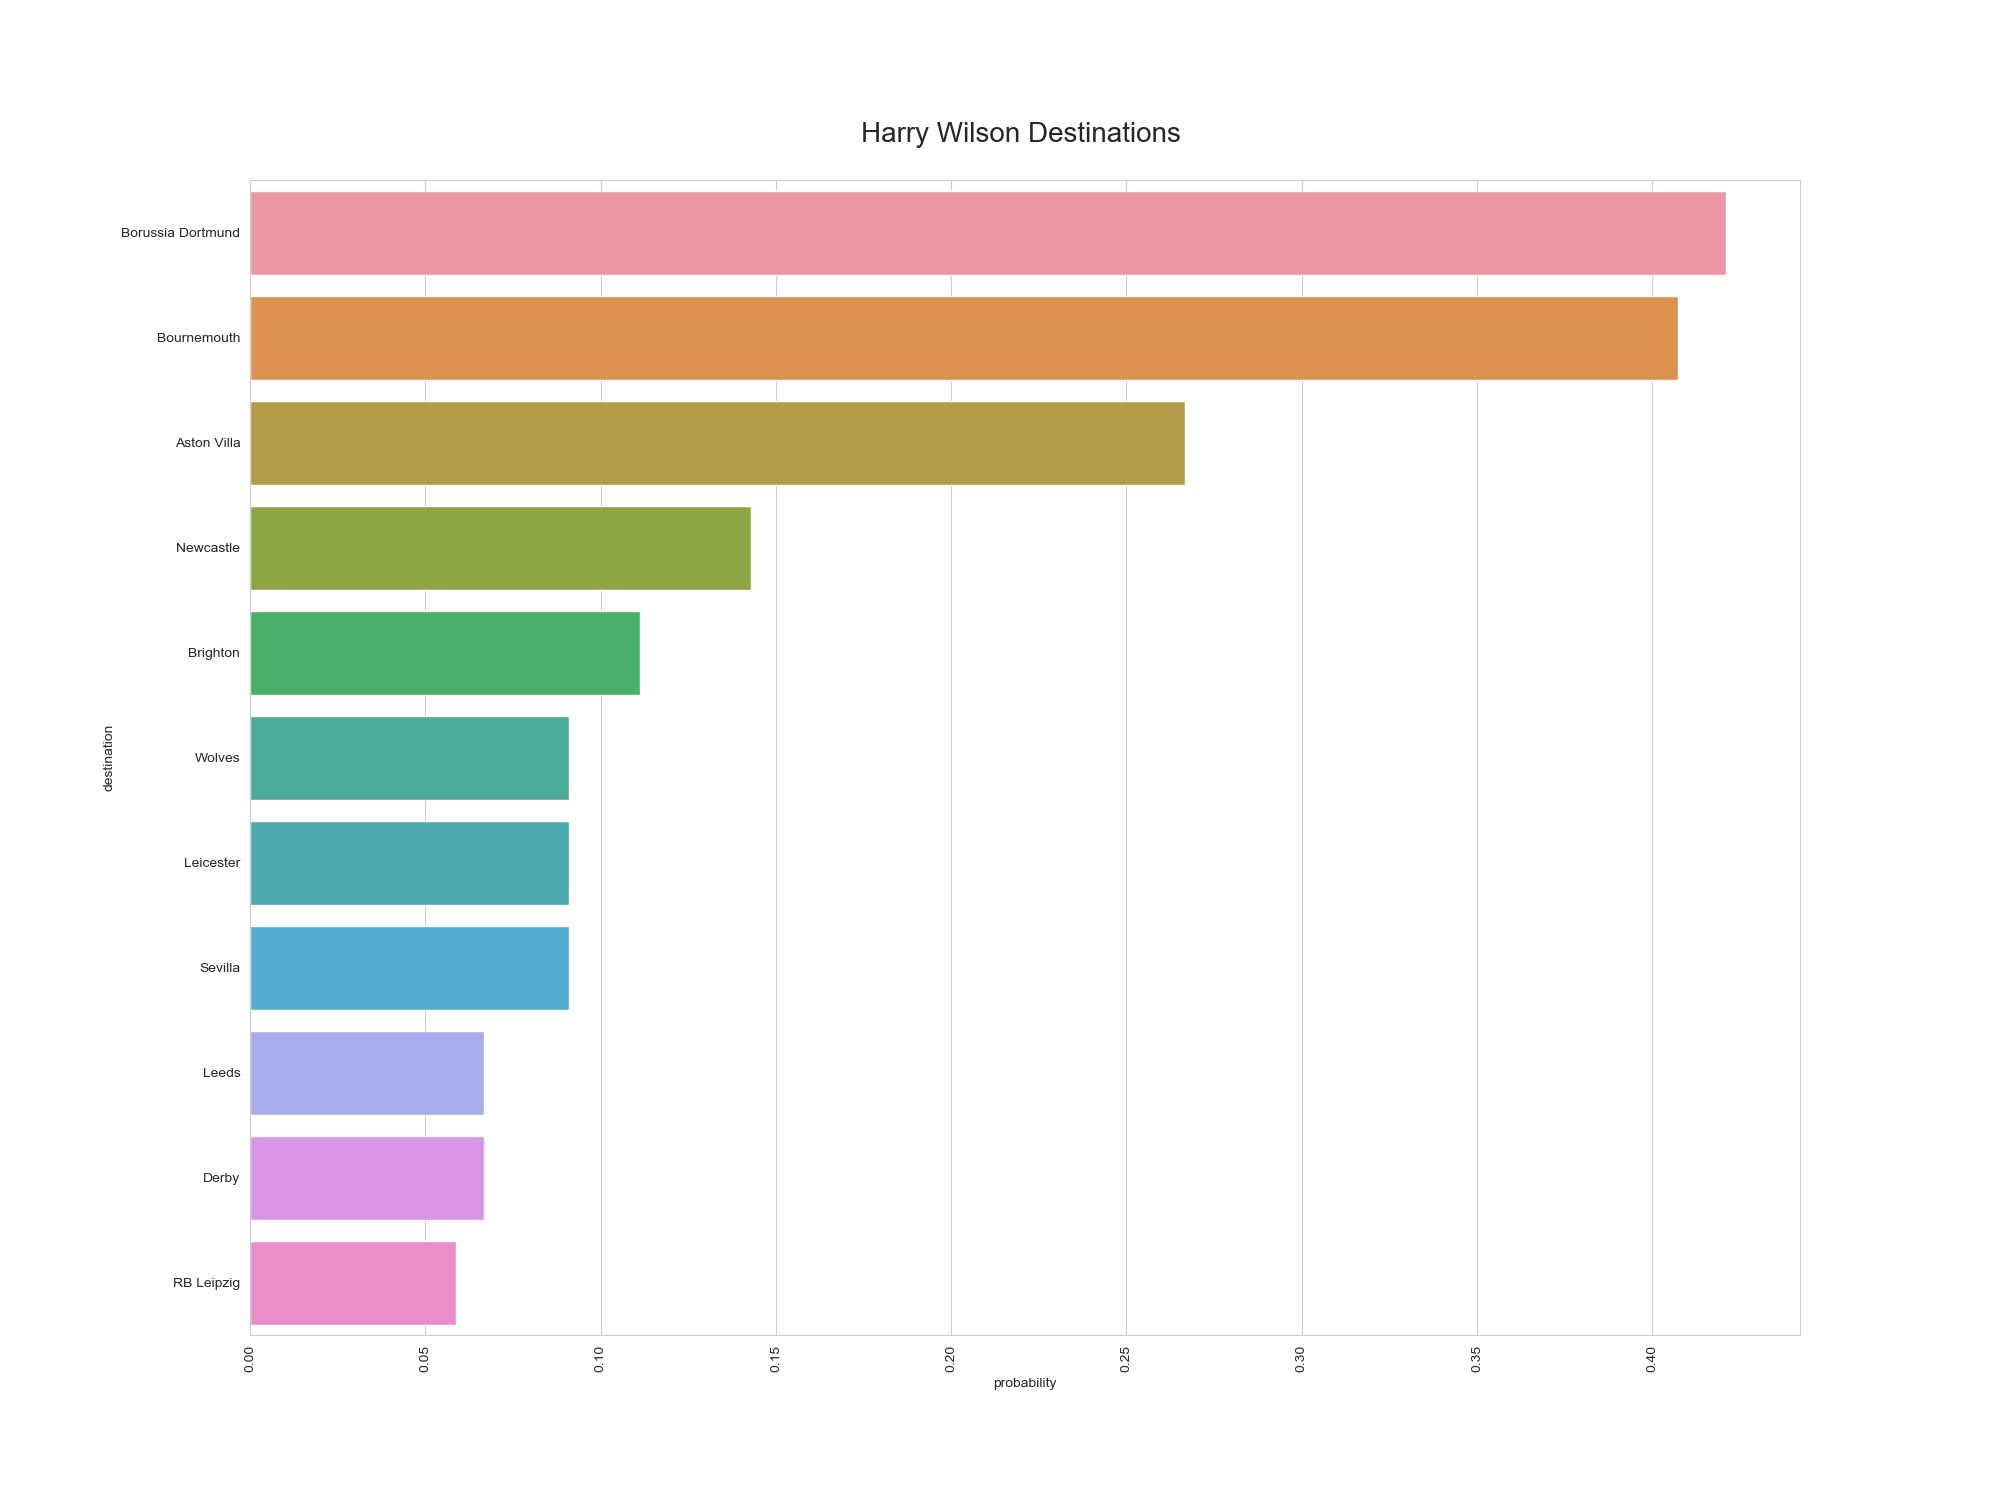 Harry Wilson Destinations
destination
Borussia Dortmund
Bournemouth
Aston Villa
Newcastle
Brighton
Wolves
Leicester
Sevilla
Leeds
Derby
RB Leipzig
0.00 0.05 0.10 0.15 0.20 0.25 0.30 0.35 0.40
probability